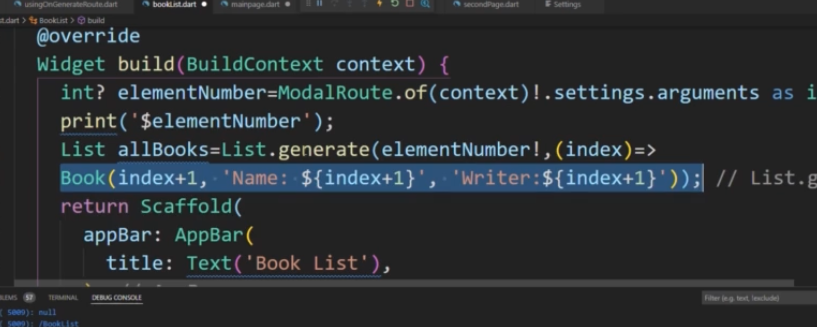 usingOnGenerateRoute.dart bookList.dart mainpage.dart secondPage.dart Settings
st.dart > BookList > build
@override
Widget build(BuildContext context) {
int? elementNumber=ModalRoute.of(context)!.settings.arguments as i
print('$elementNumber');
List allBooks=List.generate(elementNumber!,(index)=>
Book(index+1, 'Name: ${index+1}', 'Writer:${index+1}')); // List.g
return Scaffold(
appBar: AppBar(
title: Text('Book List'),
LEMS 17 TERMINAL DEBUG CONSOLE Filter (e.g. text, !exclude)
( 5009): null
( 5009): /BookList